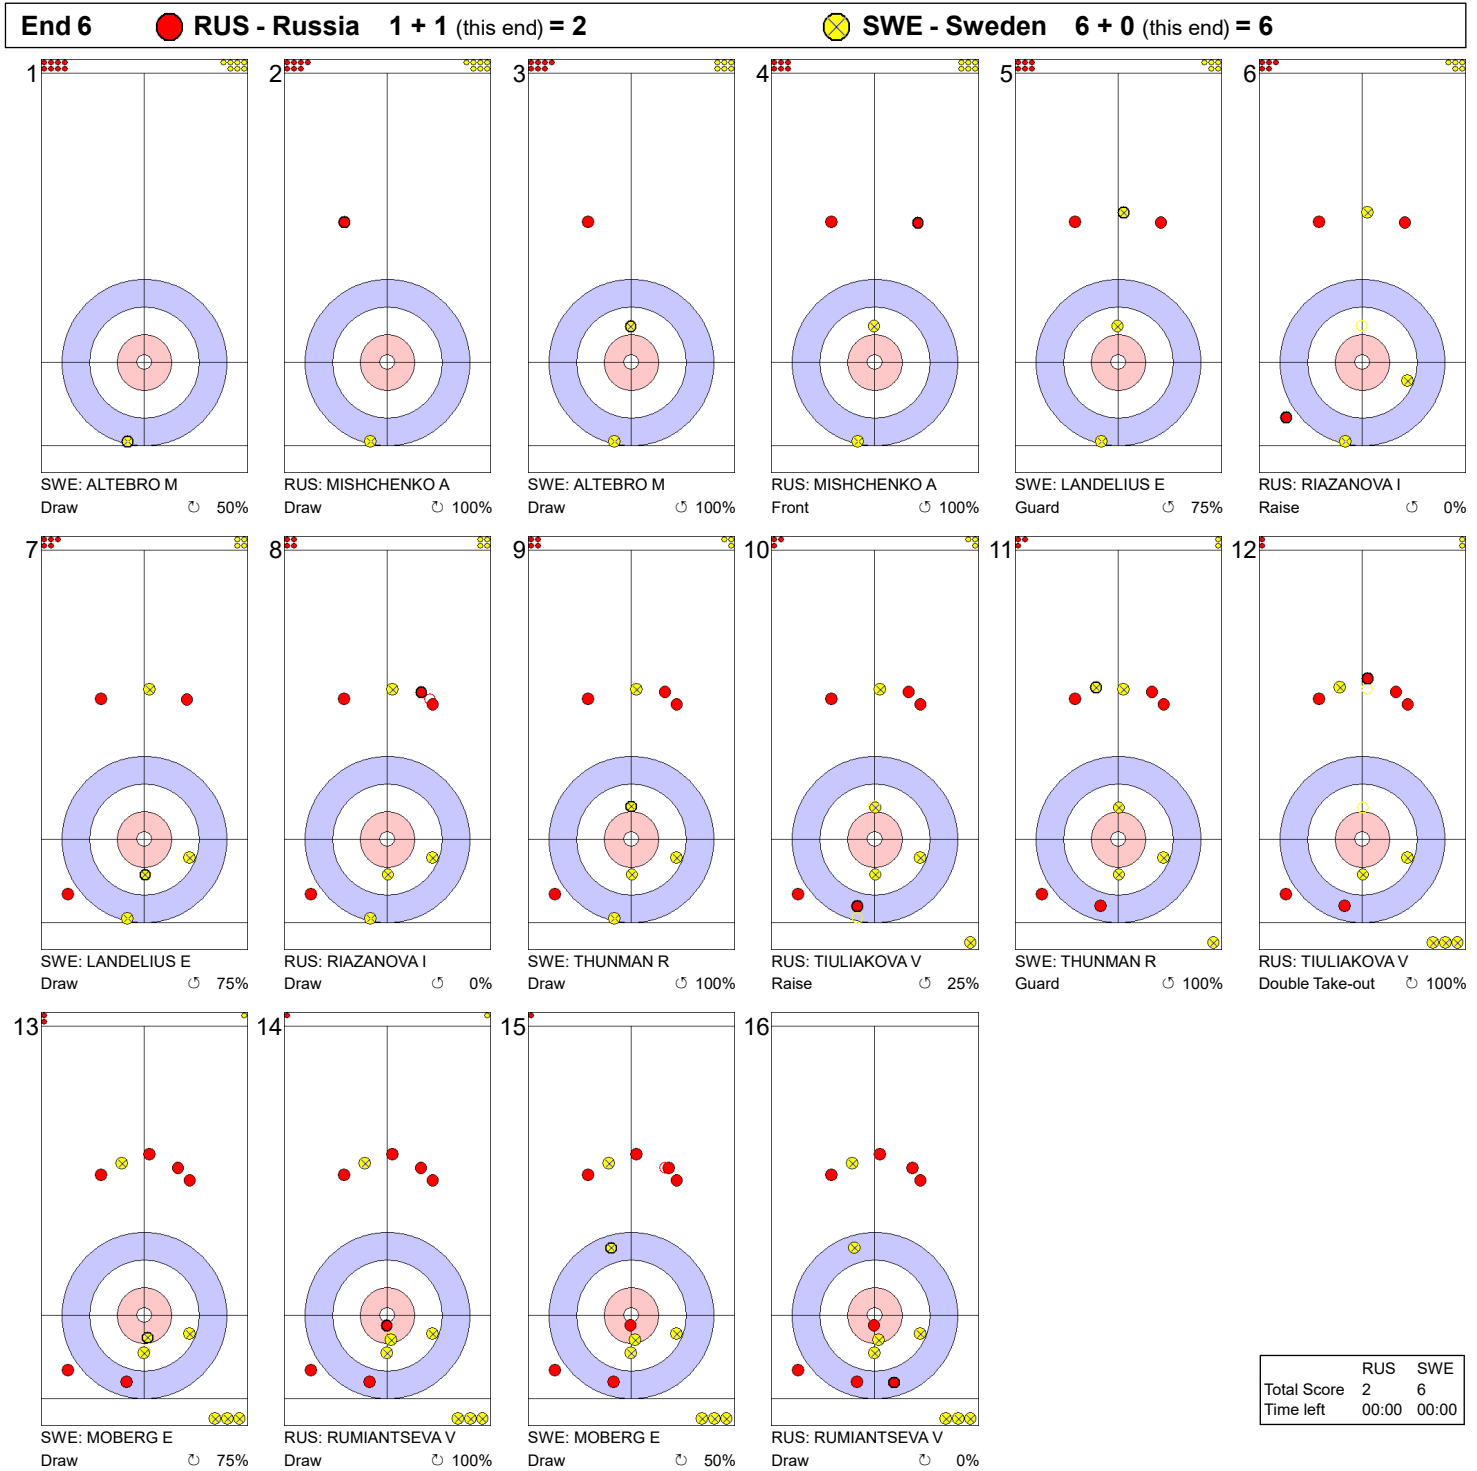 End 6 RUS - Russia 1 + 1 (this end) = 2 SWE - Sweden 6 + 0 (this end) = 6
1 2 3 4 5 6
SWE: ALTEBRO M RUS: MISHCHENKO A SWE: ALTEBRO M RUS: MISHCHENKO A SWE: LANDELIUS E RUS: RIAZANOVA I
Draw ↻ 50% Draw ↻ 100% Draw ↺ 100% Front ↺ 100% Guard ↺ 75% Raise ↺ 0%
7 8 9 10 11 12
SWE: LANDELIUS E RUS: RIAZANOVA I SWE: THUNMAN R RUS: TIULIAKOVA V SWE: THUNMAN R RUS: TIULIAKOVA V
Draw ↺ 75% Draw ↺ 0% Draw ↺ 100% Raise ↺ 25% Guard ↺ 100% Double Take-out ↺ 100%
13 14 15 16
SWE: MOBERG E RUS: RUMIANTSEVA V SWE: MOBERG E RUS: RUMIANTSEVA V
Draw ↻ 75% Draw ↻ 100% Draw ↻ 50% Draw ↻ 0%
RUS SWE
Total Score 2 6
Time left 00:00 00:00